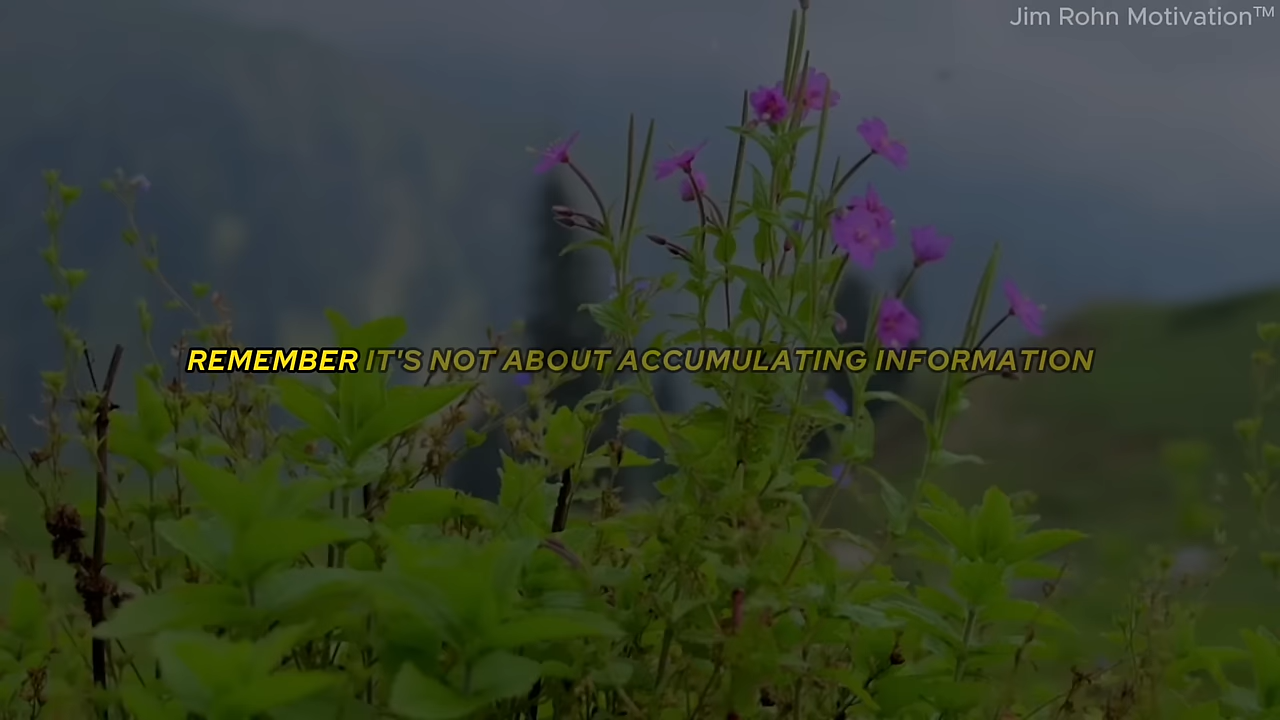 Jim Rohn Motivation™
REMEMBER IT'S NOT ABOUT ACCUMULATING INFORMATION